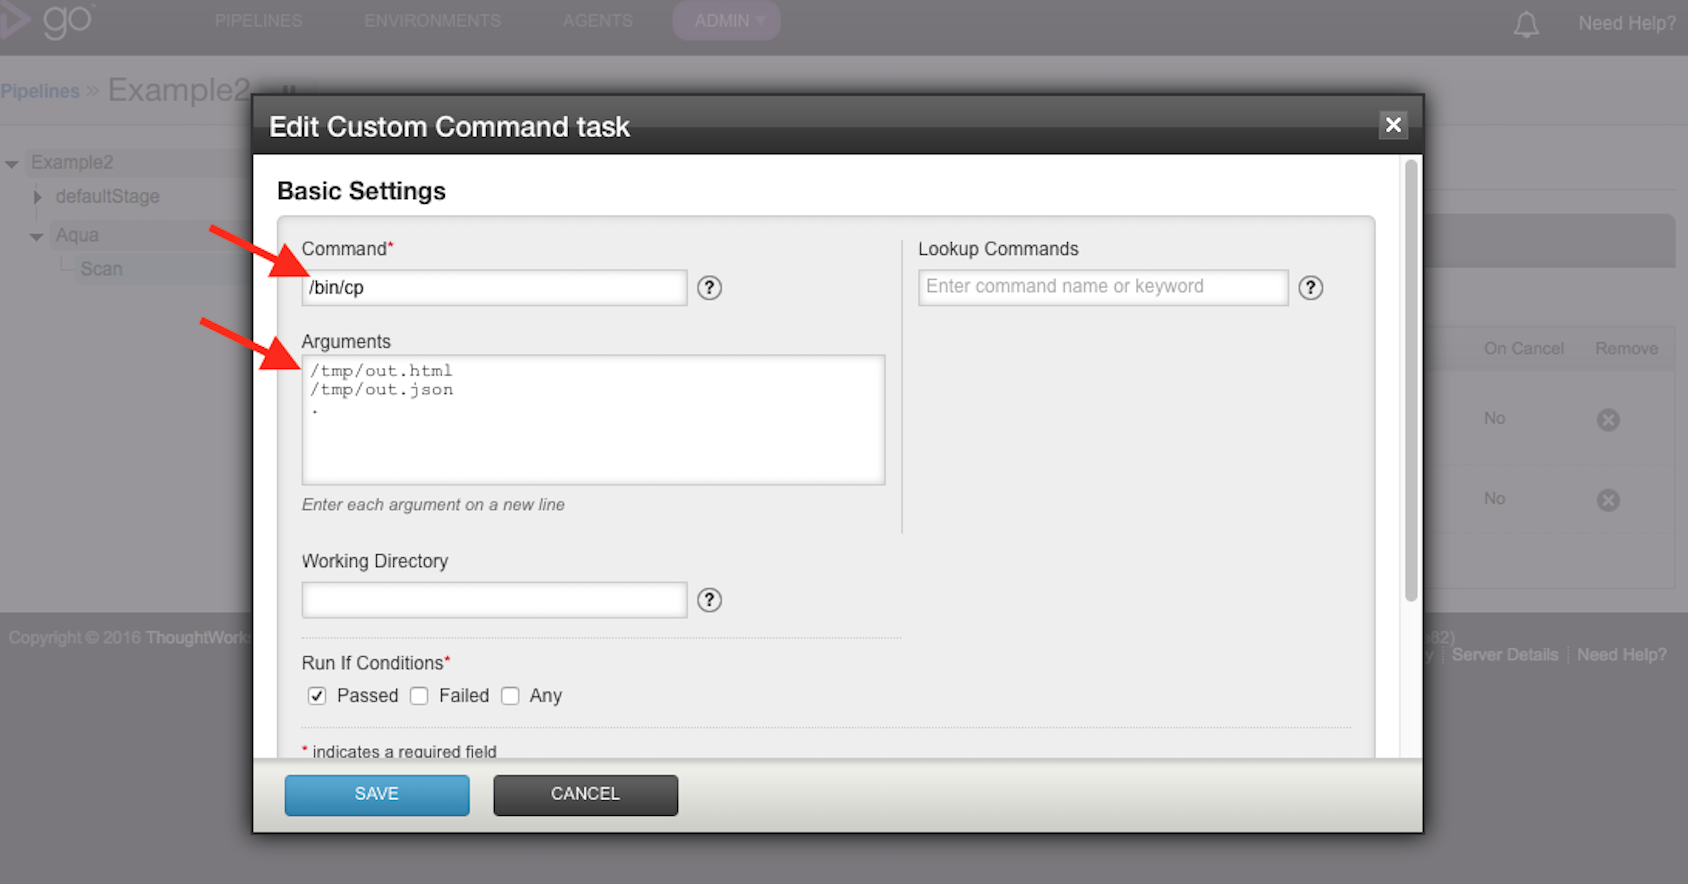 go
PIPELINES ENVIRONMENTS AGENTS ADMIN Need Help?
Pipelines » Example2
Edit Custom Command task
Example2
defaultStage
Aqua
Scan
Basic Settings
Command* Lookup Commands
/bin/cp ? Enter command name or keyword ?
Arguments
/tmp/out.html
/tmp/out.json
.
On Cancel Remove
No
No
Enter each argument on a new line
Working Directory
?
Copyright © 2016 ThoughtWorks
82)
Server Details Need Help?
Run If Conditions*
Passed Failed Any
* indicates a required field
SAVE CANCEL